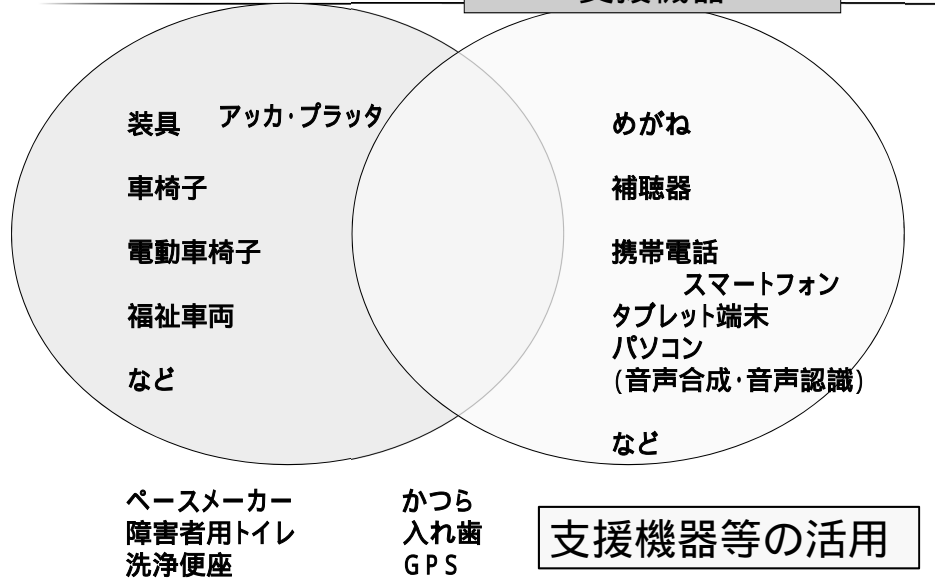 支援機器
装具 アッカ・プラッタ
車椅子
電動車椅子
福祉車両
など
めがね
補聴器
携帯電話
スマートフォン
タブレット端末
パソコン
(音声合成・音声認識)
など
ペースメーカー
障害者用トイレ
洗浄便座
かつら
入れ歯
GPS
支援機器等の活用